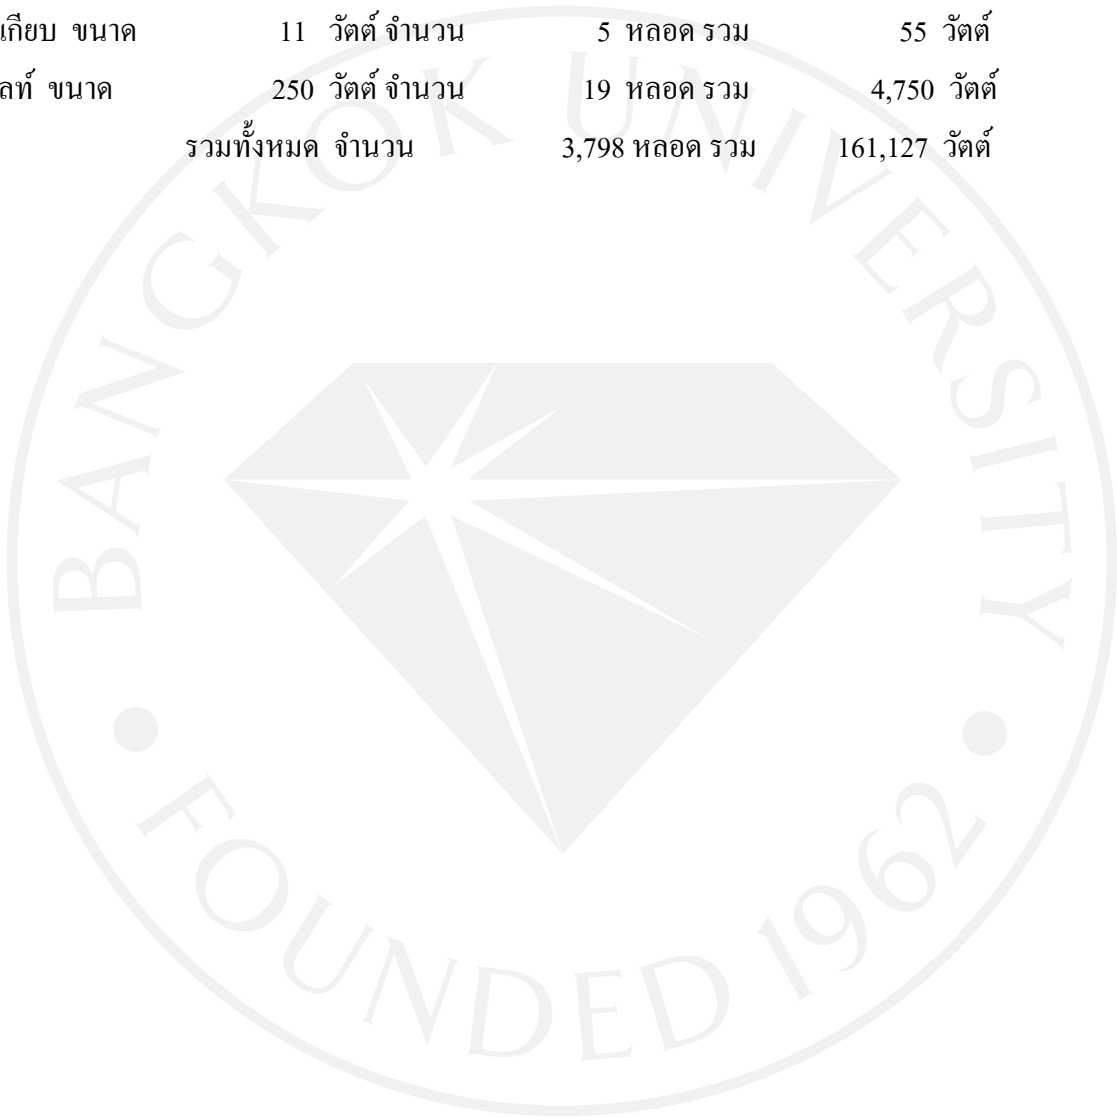 เกียบ ขนาด 11 วัตต์ จำนวน 5 หลอด รวม 55 วัตต์
ลท์ ขนาด 250 วัตต์ จำนวน 19 หลอด รวม 4,750 วัตต์
รวมทั้งหมด จำนวน 3,798 หลอด รวม 161,127 วัตต์
BANGKOK UNIVERSITY
FOUNDED 1962